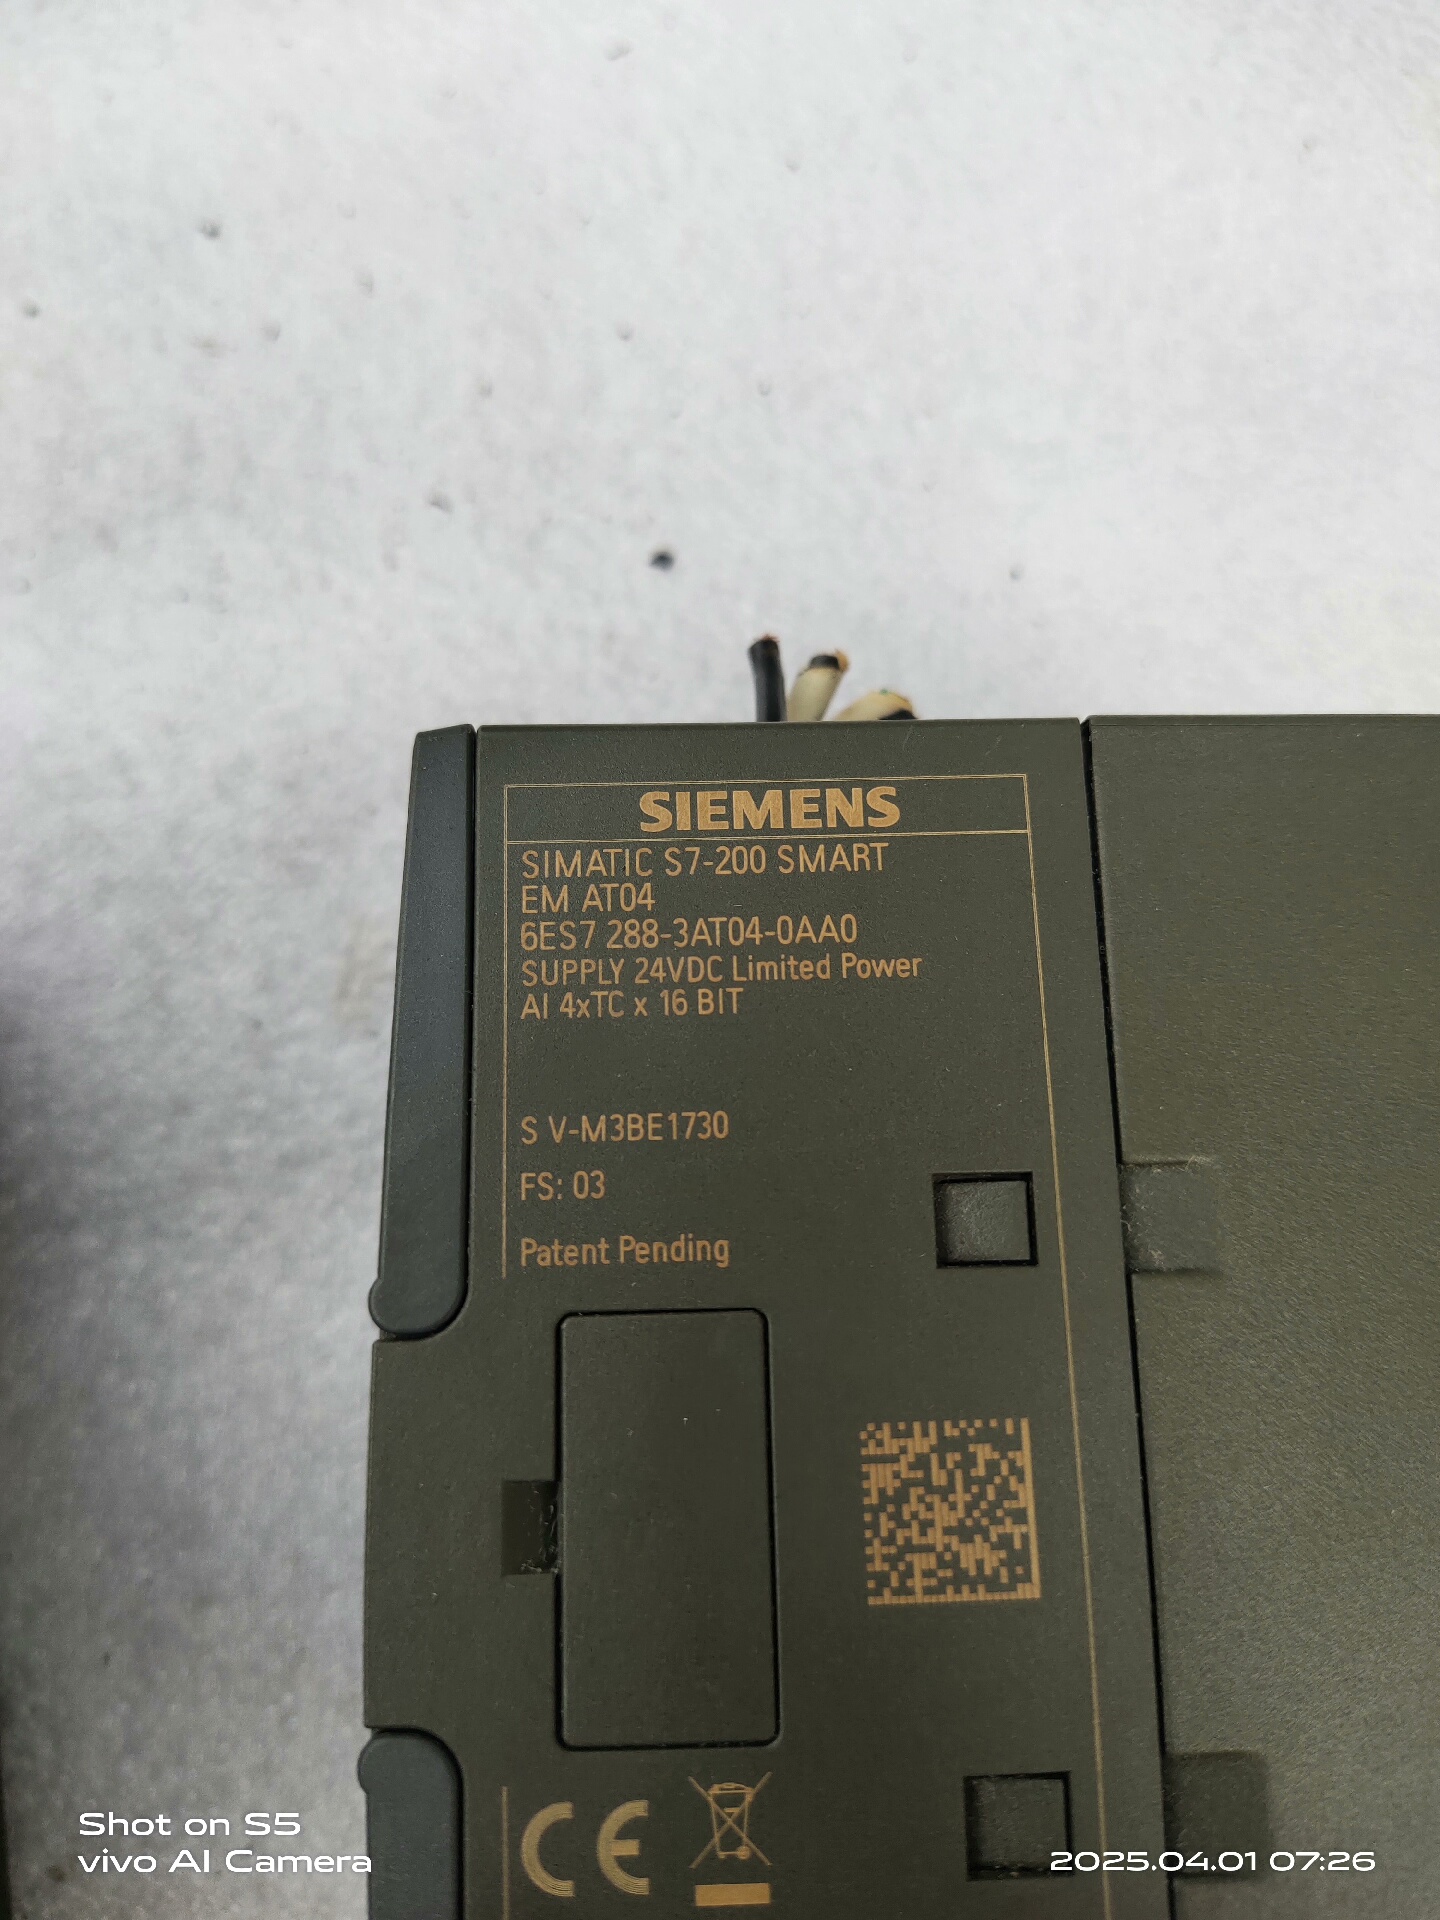 SIEMENS
SIMATIC S7-200 SMART
EM AT04
6ES7 288-3AT04-0AA0
SUPPLY 24VDC Limited Power
AI 4xTC x 16 BIT
S V-M3BE1730
FS: 03
Patent Pending
CE
Shot on S5
vivo AI Camera
2025.04.01 07:26